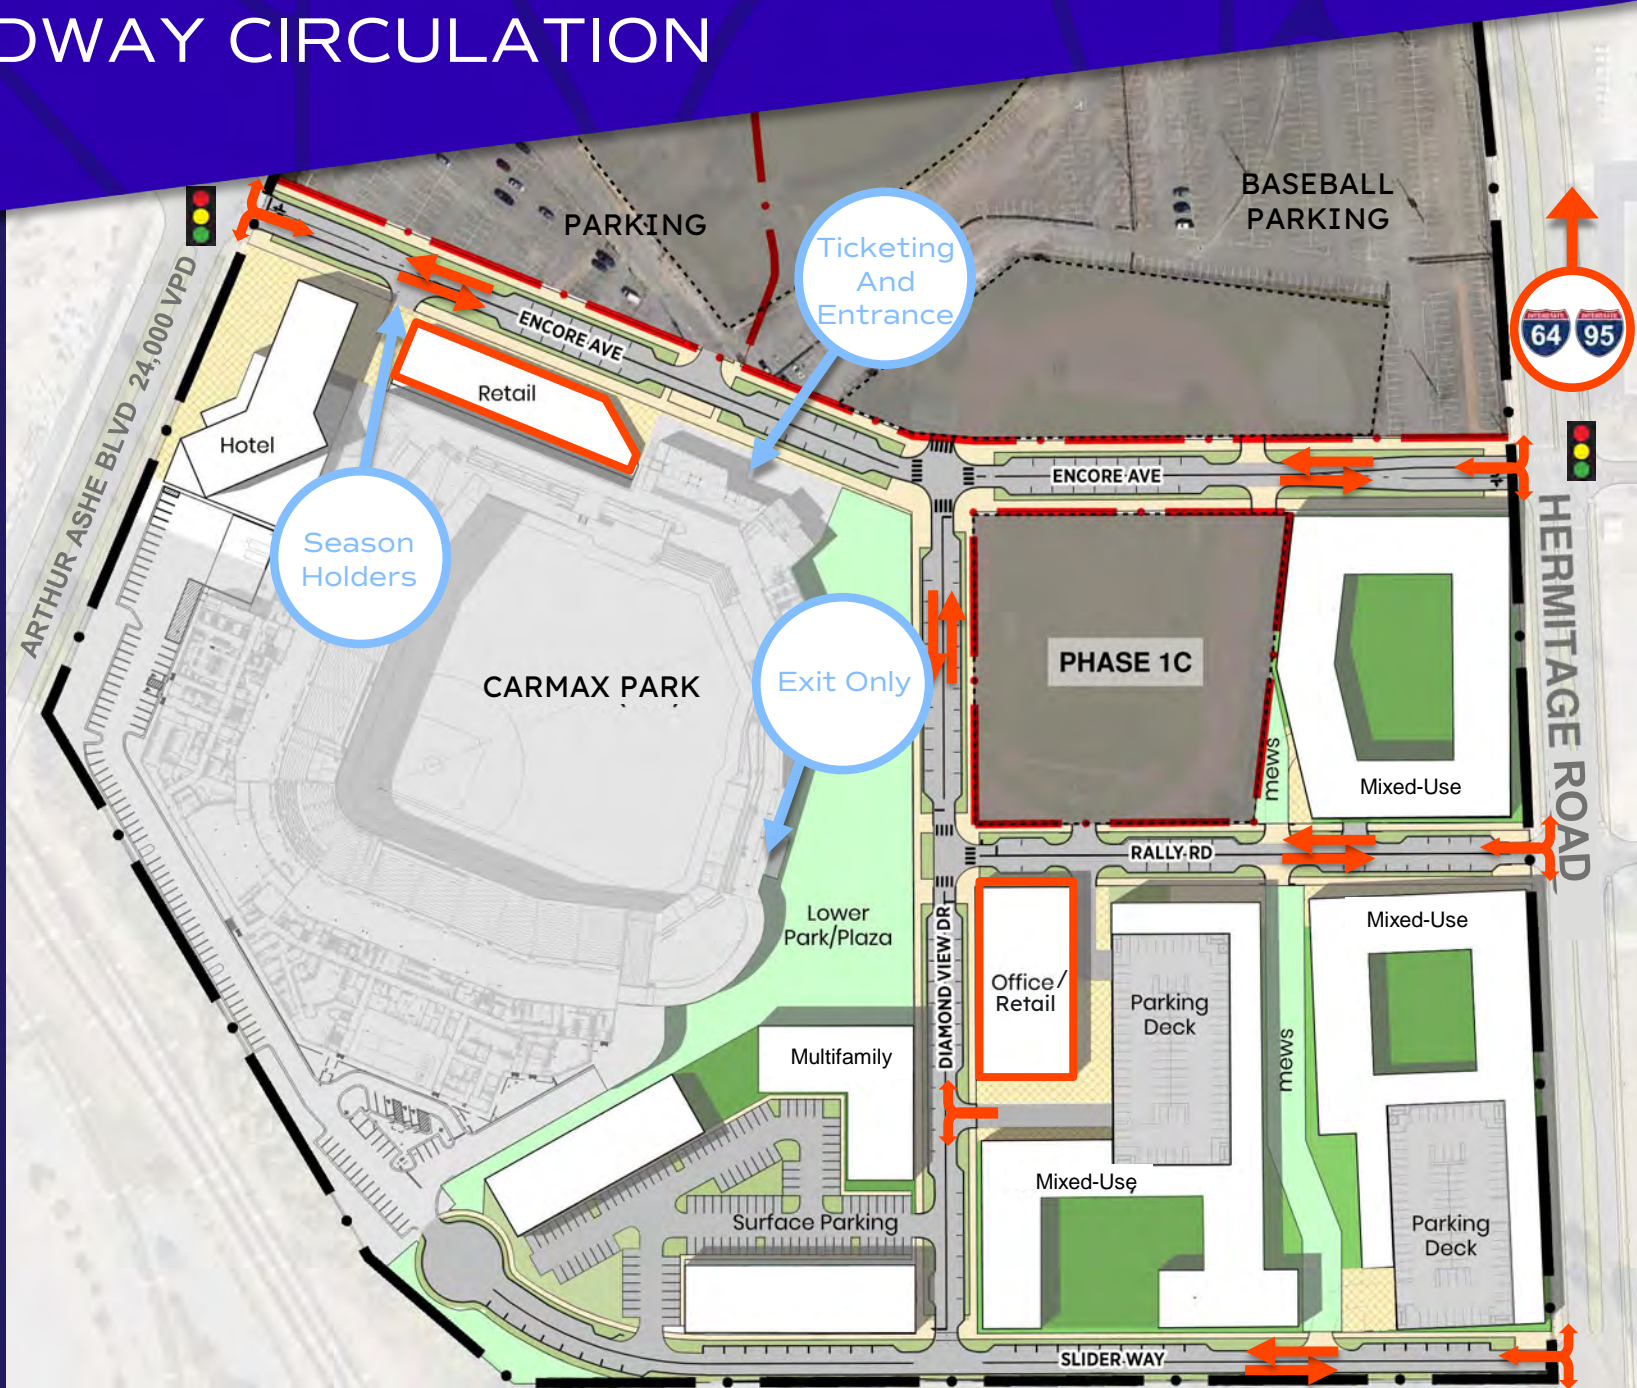 DWAY CIRCULATION
BASEBALL
PARKING
PARKING
Ticketing
And
Entrance
INTERSTATE
64
INTERSTATE
95
ARTHUR ASHE BLVD 24,000 VPD
ENCORE AVE
Retail
Hotel
ENCORE AVE
Season
Holders
HERMITAGE ROAD
PHASE 1C
CARMAX PARK
Exit Only
mews
Mixed-Use
RALLY RD
Lower
Park/Plaza
DIAMOND VIEW DR
Mixed-Use
Office/
Retail
Parking
Deck
mews
Multifamily
Mixed-Use
Surface Parking
Parking
Deck
SLIDER WAY